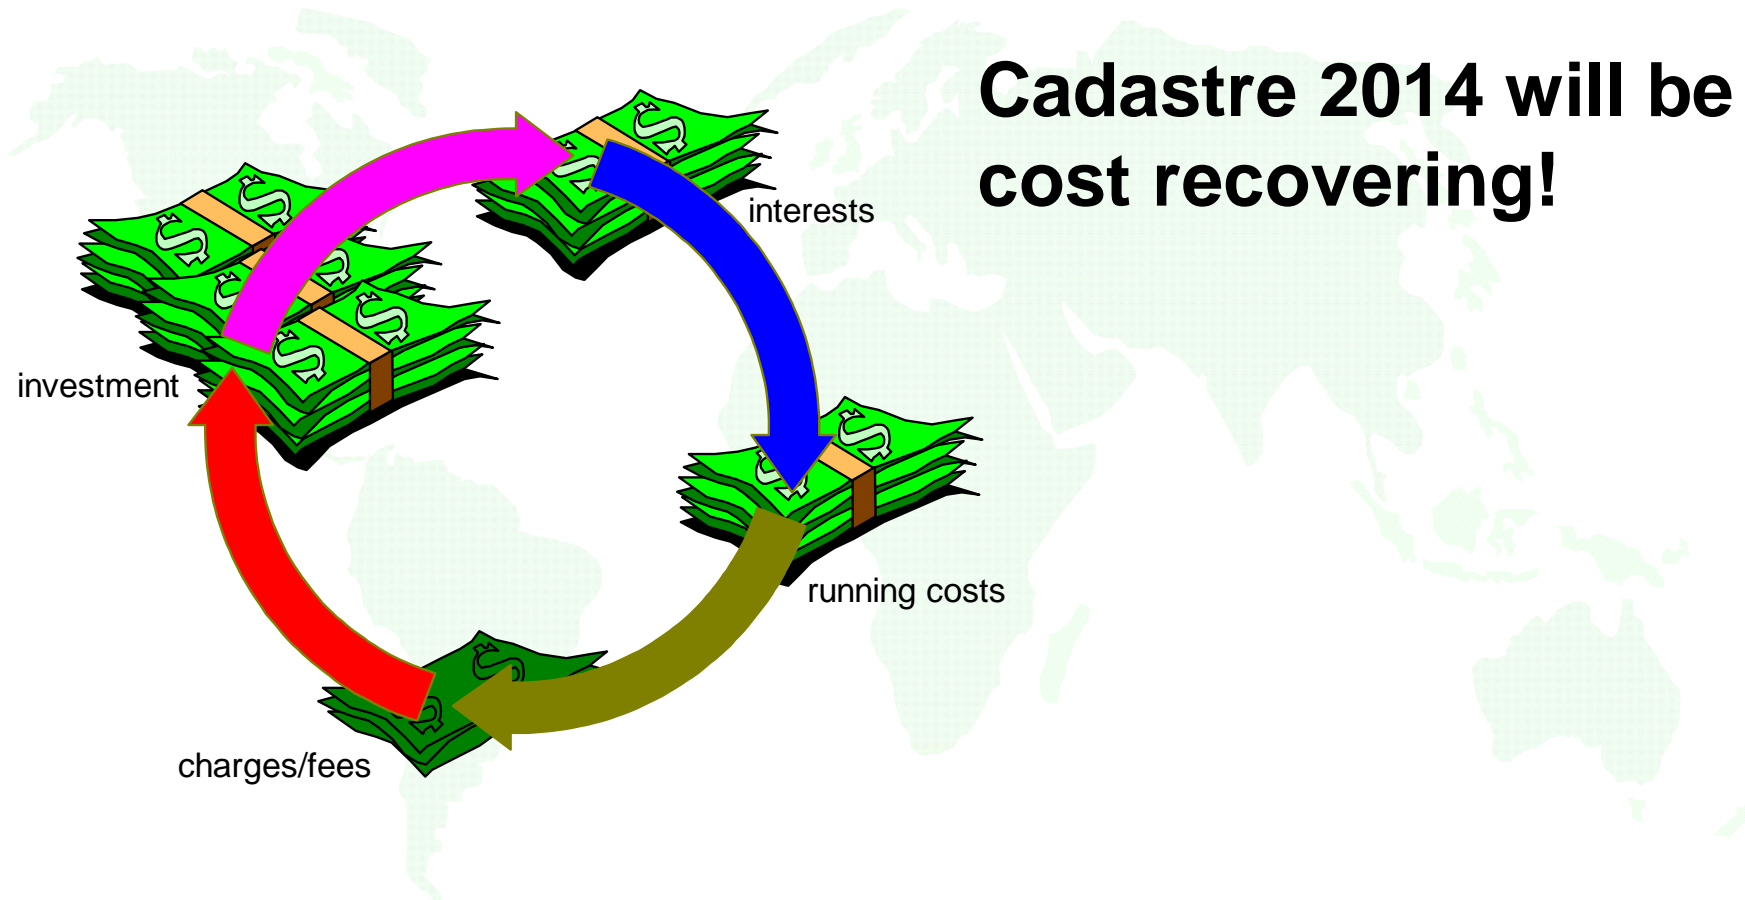 Cadastre 2014 will be
cost recovering!
interests
investment
running costs
charges/fees